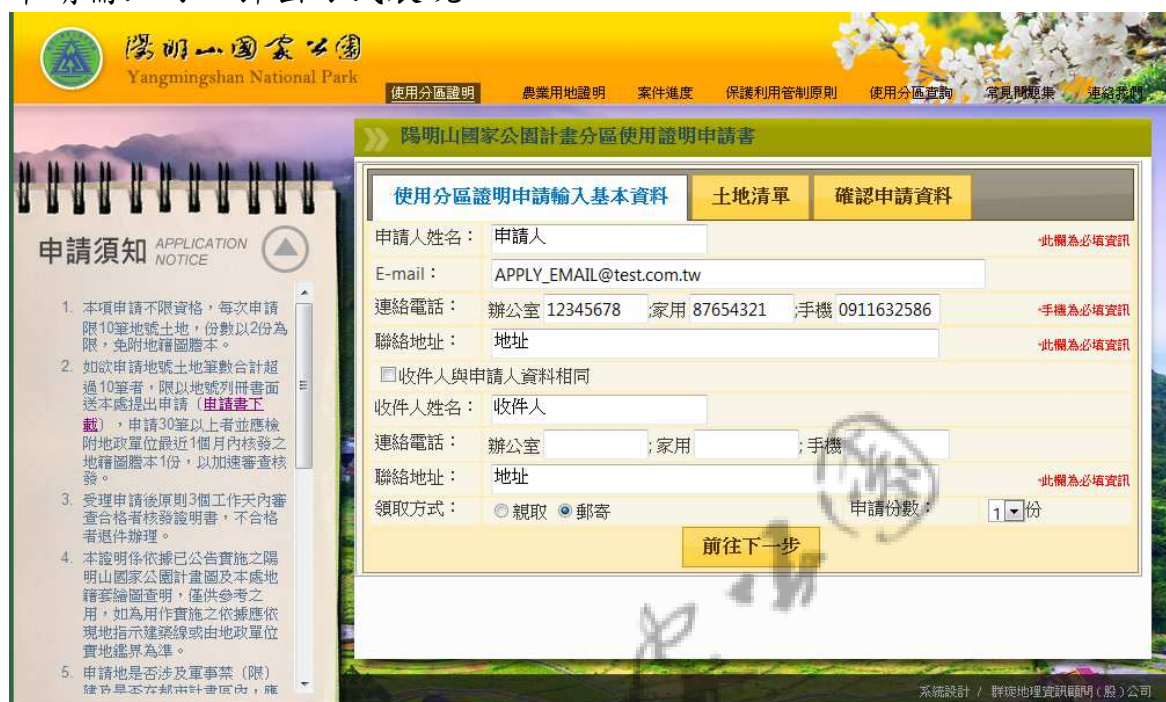 陽明山國家公園
Yangmingshan National Park
使用分區證明 農業用地證明 案件進度 保護利用管制原則 使用分區查詢 常見問題集 連絡我們
陽明山國家公園計畫分區使用證明申請書
使用分區證明申請輸入基本資料 土地清單 確認申請資料
申請須知 APPLICATION NOTICE
1. 本項申請不限資格，每次申請
限10筆地號土地，份數以2份為
限，免附地籍圖謄本。
2. 如欲申請地號土地筆數合計超
過10筆者，限以地號列冊書面
送本處提出申請（申請書下
載），申請30筆以上者並應檢
附地政單位最近1個月內核發之
地籍圖謄本1份，以加速審查核
發。
3. 受理申請後原則3個工作天內審
查合格者核發證明書，不合格
者退件辦理。
4. 本證明係依據已公告實施之陽
明山國家公園計畫圖及本處地
籍套繪圖查明，僅供參考之
用，如為用作實施之依據應依
現地指示建築線或由地政單位
實地鑑界為準。
5. 申請地是否涉及軍事禁（限）
建及是否在都市計畫區內，應
申請人姓名： 申請人 *此欄為必填資訊
E-mail： APPLY_EMAIL@test.com.tw
連絡電話： 辦公室 12345678 ;家用 87654321 ;手機 0911632586 *手機為必填資訊
聯絡地址： 地址 *此欄為必填資訊
收件人與申請人資料相同
收件人姓名： 收件人
連絡電話： 辦公室 ;家用 ;手機
聯絡地址： 地址 *此欄為必填資訊
領取方式： 親取 郵寄 申請份數： 1 份
前往下一步
系統設計 / 群琁地理資訊顧問（股）公司